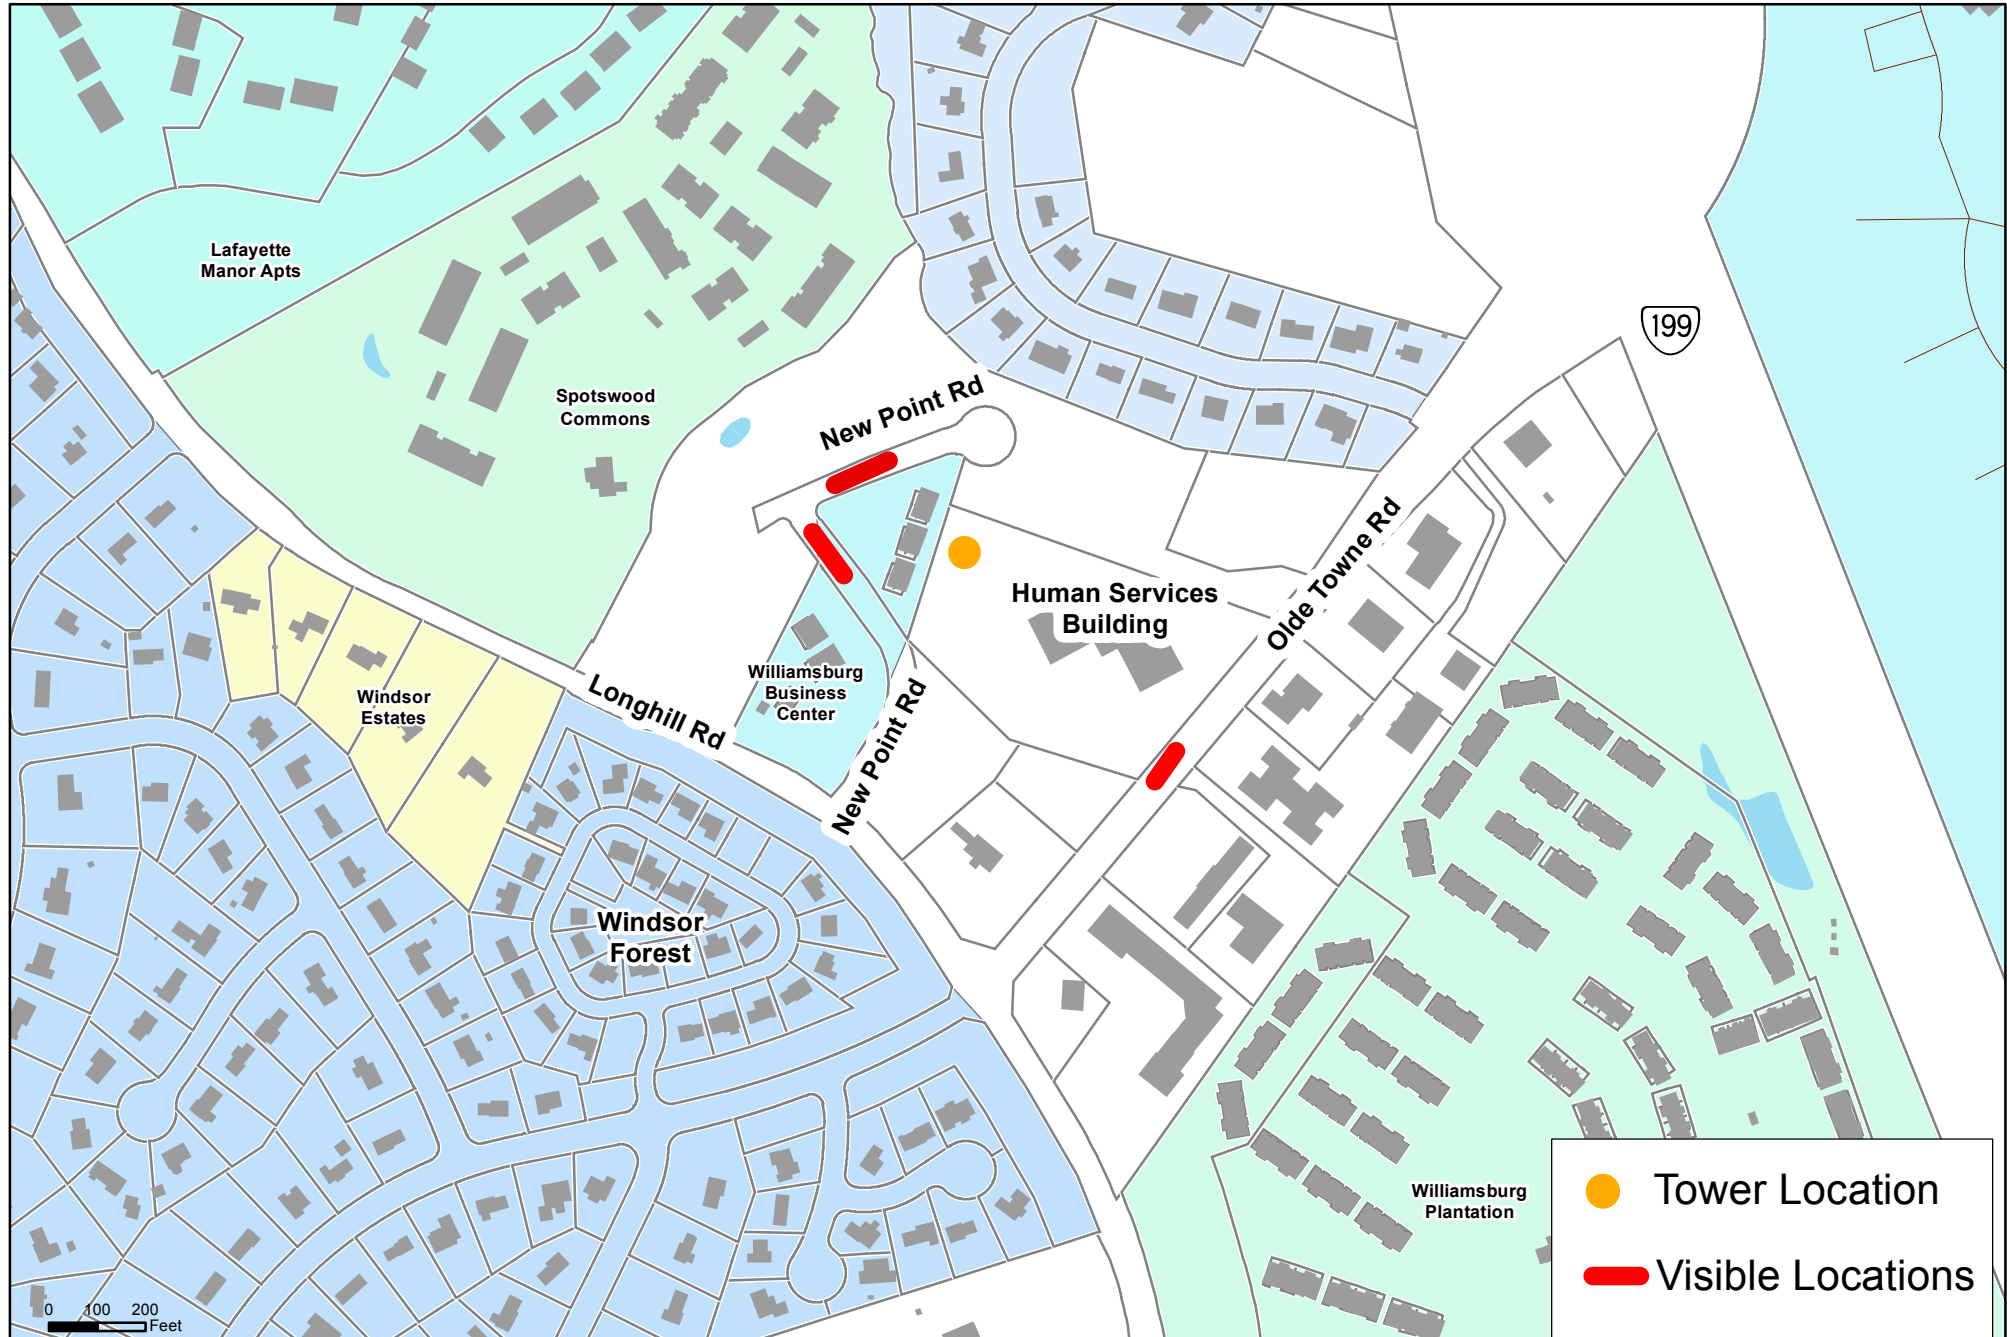 Lafayette
Manor Apts
199
Spotswood
Commons
New Point Rd
Olde Towne Rd
Human Services
Building
Williamsburg
Business
Center
Windsor
Estates
Longhill Rd
New Point Rd
Windsor
Forest
Williamsburg
Plantation
Tower Location
Visible Locations
0 100 200
Feet